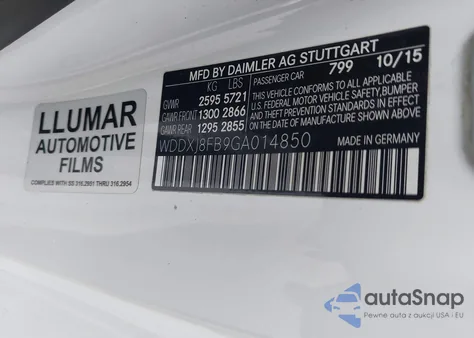 LLUMAR
AUTOMOTIVE
FILMS
COMPLIES WITH SS 316.2951 THRU 316.2954
MFD BY DAIMLER AG STUTTGART
KG LBS
PASSENGER CAR 799 10/15
GVWR 2595 5721
GAWR FRONT 1300 2866
GAWR REAR 1295 2855
THIS VEHICLE CONFORMS TO ALL APPLICABLE
U.S. FEDERAL MOTOR VEHICLE SAFETY,BUMPER
AND THEFT PREVENTION STANDARDS IN EFFECT
ON THE DATE OF MANUFACTURE SHOWN ABOVE.
WDDXJ8FB9GA014850
MADE IN GERMANY
autoSnap
Pewne auta z aukcji USA i EU